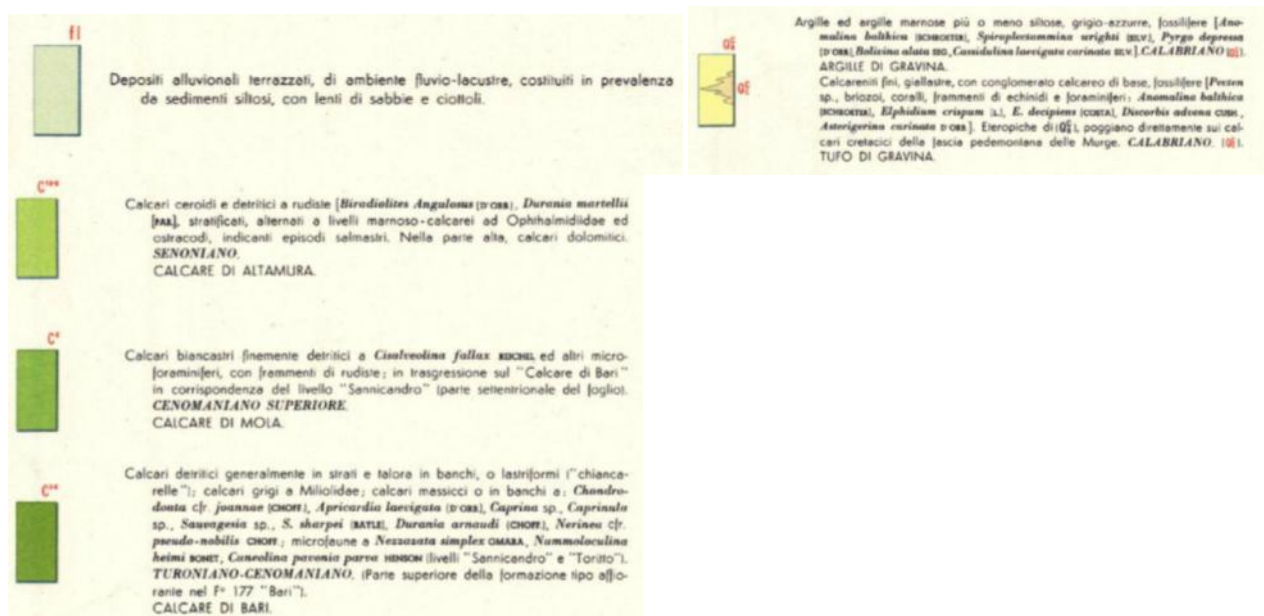 fl
Depositi alluvionali terrazzati, di ambiente fluvio-lacustre, costituiti in prevalenza
da sedimenti siltosi, con lenti di sabbie e ciottoli.
C
Calcari ceroidi e detritici a rudiste [Biradiolites Angulosus (D'ORB.), Durania martellii
(PAR.)], stratificati, alternati a livelli marnoso-calcarei ad Ophthalmidiidae ed
ostracodi, indicanti episodi salmastri. Nella parte alta, calcari dolomitici.
SENONIANO.
CALCARE DI ALTAMURA.
C
Calcari biancastri finemente detritici a Cisalveolina fallax REICHEL ed altri micro-
foraminiferi, con frammenti di rudiste; in trasgressione sul "Calcare di Bari"
in corrispondenza del livello "Sannicandro" (parte settentrionale del foglio).
CENOMANIANO SUPERIORE.
CALCARE DI MOLA.
C
Calcari detritici generalmente in strati e talora in banchi, o lastriformi ("chianca-
relle"); calcari grigi a Miliolidae; calcari massicci o in banchi a: Chondro-
donta cfr. joannae (CHOFF.), Apricardia laevigata (D'ORB.), Caprina sp., Caprinula
sp., Sauvagesia sp., S. sharpei (BAYLE), Durania arnaudi (CHOFF.), Nerinea cfr.
pseudo-nobilis CHOFF.; microfaune a Nezzazata simplex OMARA, Nummoloculina
heimi BONET, Cuneolina pavonia parva HENSON (livelli "Sannicandro" e "Toritto").
TURONIANO-CENOMANIANO. (Parte superiore della formazione tipo affio-
rante nel F° 177 "Bari").
CALCARE DI BARI.
Argille ed argille marnose più o meno siltose, grigio-azzurre, fossilifere [Ano-
malina balthica (SCHROETER), Spiroplectammina wrighti (SILV.), Pyrgo depressa
(D'ORB.), Bolivina alata SEG., Cassidulina laevigata carinata SILV.]. CALABRIANO
ARGILLE DI GRAVINA.
Calcareniti fini, giallastre, con conglomerato calcareo di base, fossilifere [Pecten
sp., briozoi, coralli, frammenti di echinidi e foraminiferi: Anomalina balthica
(SCHROETER), Elphidium crispum (L.), E. decipiens (COSTA), Discorbis advena CUSH.,
Asterigerina carinata D'ORB.]. Eteropiche di poggiano direttamente sui cal-
cari cretacici della fascia pedemontana delle Murge. CALABRIANO.
TUFO DI GRAVINA.